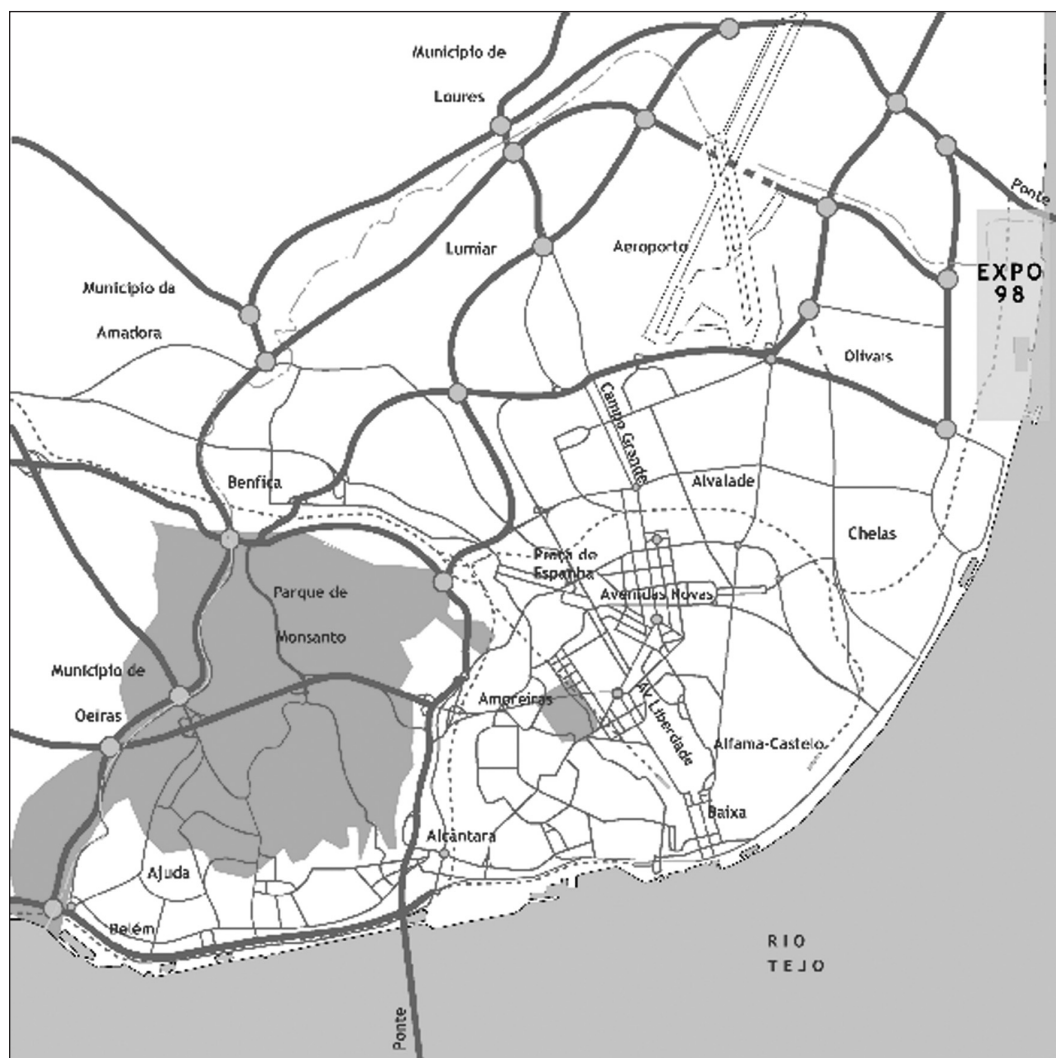 Município de
Loures
Ponte
Lumiar
Aeroporto
EXPO
98
Município da
Amadora
Olivais
Campo Grande
Benfica
Alvalade
Chelas
Praça de
Espanha
Parque de
Monsanto
Avenidas Novas
Município de
Oeiras
Amoreiras
AV. Liberdade
Alfama-Castelo
Baixa
Alcântara
Ajuda
Belém
RIO
TEJO
Ponte